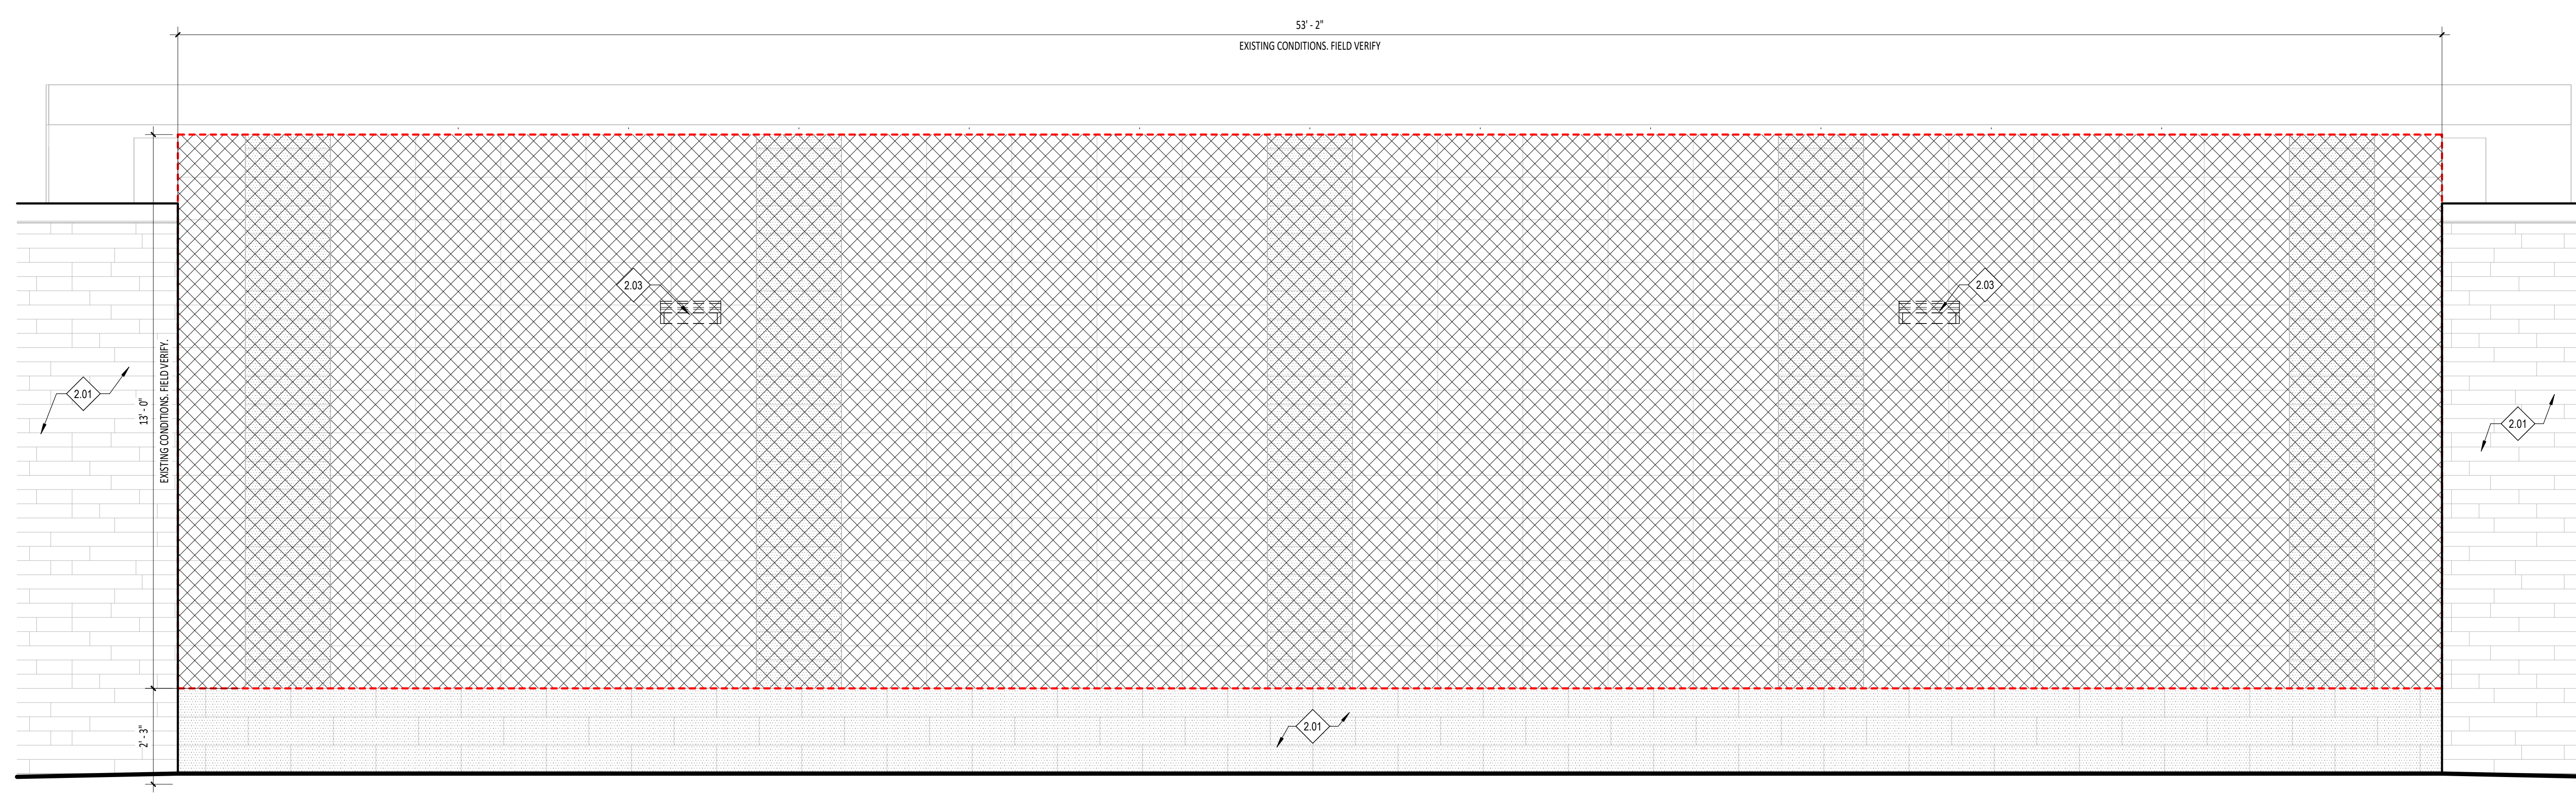 53' - 2"
EXISTING CONDITIONS. FIELD VERIFY
2.03
2.03
2.01
13' - 0"
EXISTING CONDITIONS. FIELD VERIFY.
2.01
2' - 3"
2.01